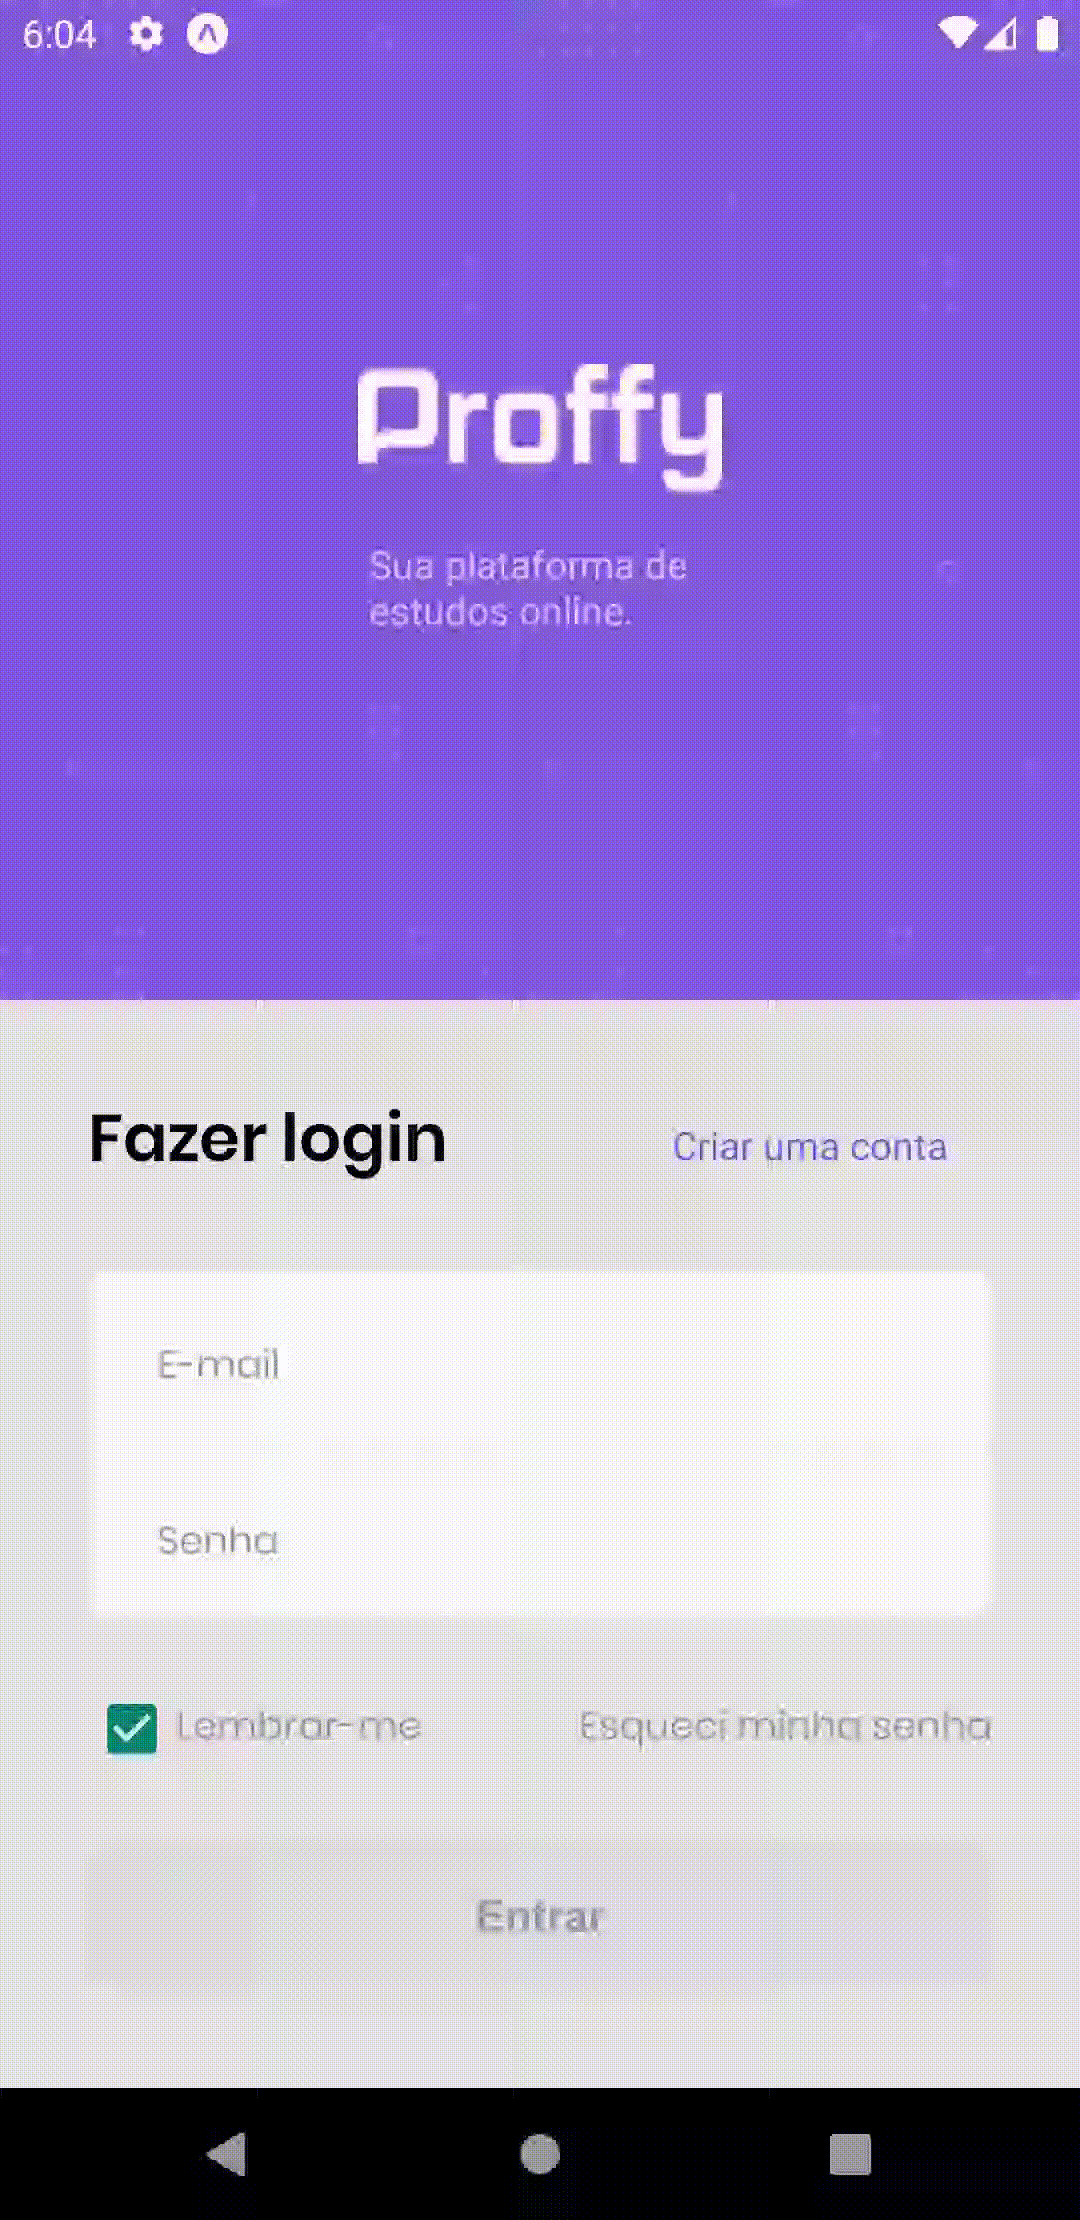 6:04
Proffy
Sua plataforma de
estudos online.
Fazer login
Criar uma conta
E-mail
Senha
Lembrar-me
Esqueci minha senha
Entrar